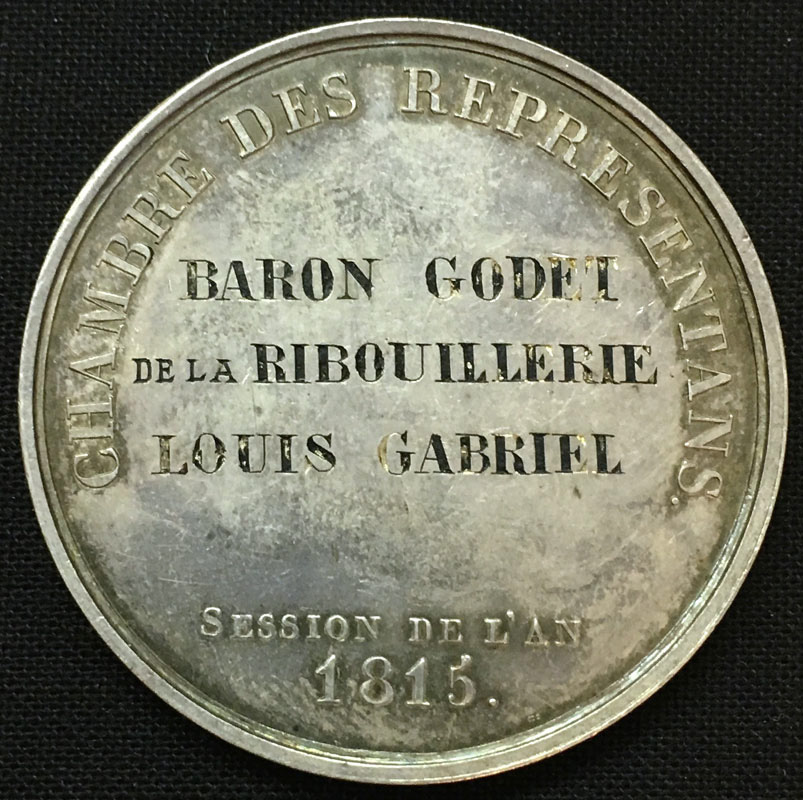 CHAMBRE DES REPRESENTANS.
BARON GODET
DE LA RIBOUILLERIE
LOUIS GABRIEL
SESSION DE L'AN
1815.